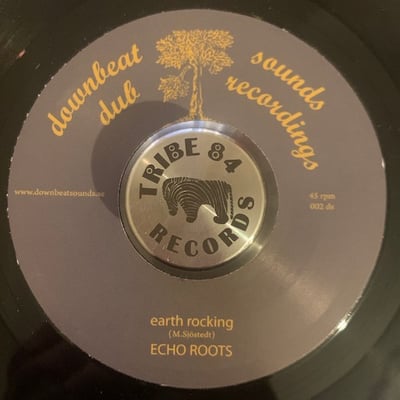 downbeat sounds
dub recordings
TRIBE 84
RECORDS
www.downbeatsounds.se
45 rpm
002 ds
earth rocking
(M.Sjöstedt)
ECHO ROOTS